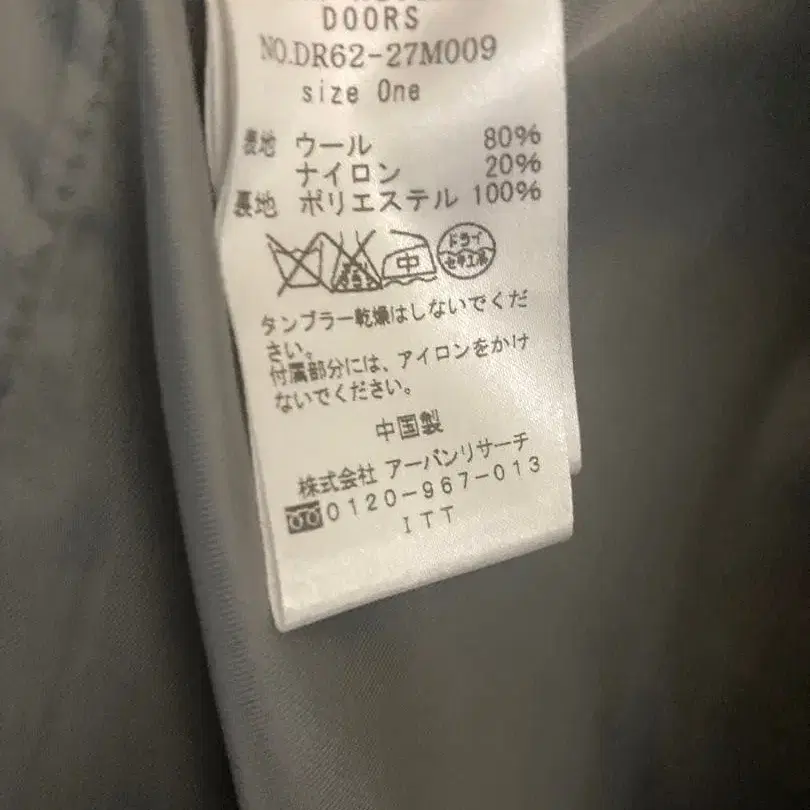 DOORS
NO.DR62-27M009
size One
表地 ウール 80%
ナイロン 20%
裏地 ポリエステル 100%
中 ドライ
セキユ系
タンブラー乾燥はしないでくだ
さい。
付属部分には、アイロンをかけ
ないでください。
中国製
株式会社 アーバンリサーチ
0120-967-013
ITT